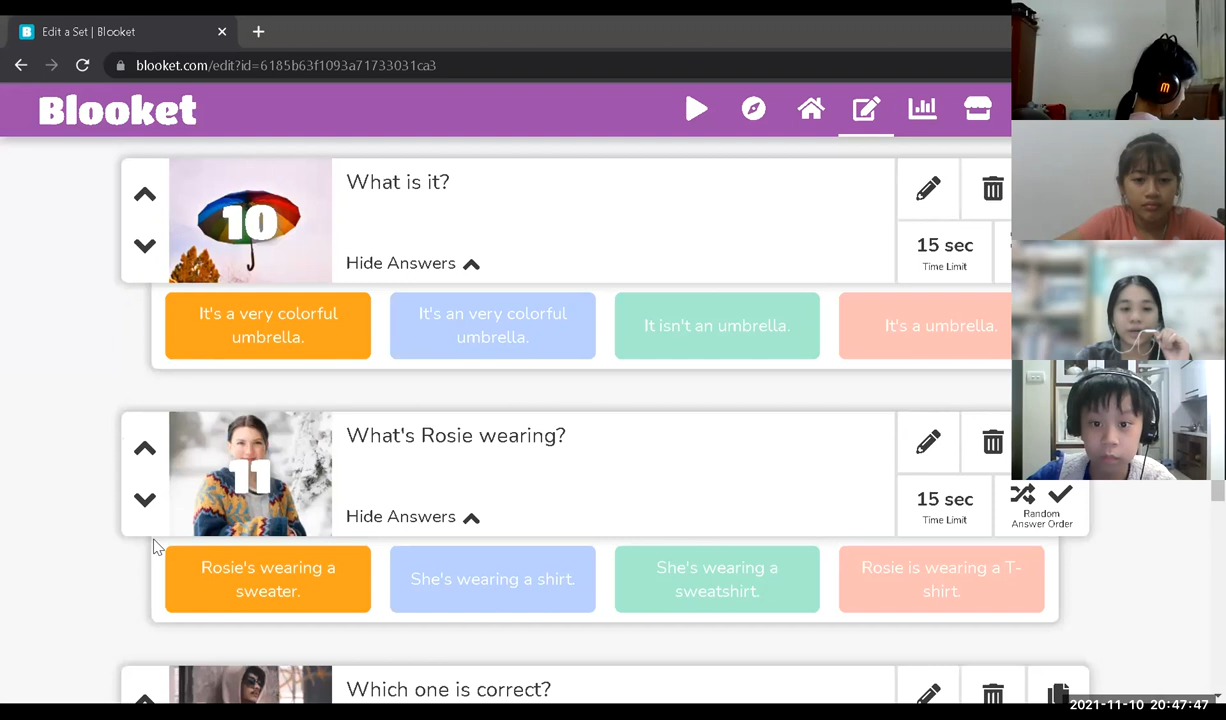 Edit a Set | Blooket
blooket.com/edit?id=6185b63f1093a71733031ca3
Blooket
10
What is it?
Hide Answers
15 sec
Time Limit
It's a very colorful
umbrella.
It's an very colorful
umbrella.
It isn't an umbrella.
It's a umbrella.
11
What's Rosie wearing?
Hide Answers
15 sec
Time Limit
Random
Answer Order
Rosie's wearing a
sweater.
She's wearing a shirt.
She's wearing a
sweatshirt.
Rosie is wearing a T-
shirt.
Which one is correct?
2021-11-10 20:47:47